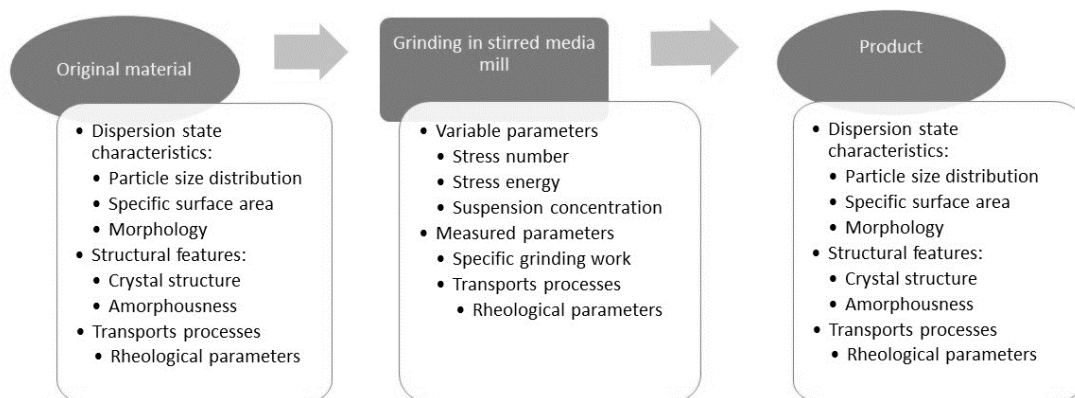 Original material
• Dispersion state
characteristics:
• Particle size distribution
• Specific surface area
• Morphology
• Structural features:
• Crystal structure
• Amorphousness
• Transports processes
• Rheological parameters
Grinding in stirred media
mill
• Variable parameters
• Stress number
• Stress energy
• Suspension concentration
• Measured parameters
• Specific grinding work
• Transports processes
• Rheological parameters
Product
• Dispersion state
characteristics:
• Particle size distribution
• Specific surface area
• Morphology
• Structural features:
• Crystal structure
• Amorphousness
• Transports processes
• Rheological parameters